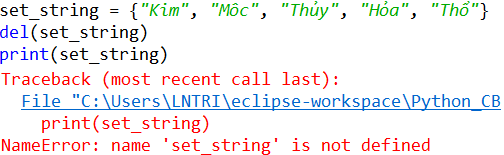 set_string = {"Kim", "Môc", "Thủy", "Hỏa", "Thổ"}
del(set_string)
print(set_string)
Traceback (most recent call last):
File "C:\Users\LNTRI\eclipse-workspace\Python_CB
print(set_string)
NameError: name 'set_string' is not defined